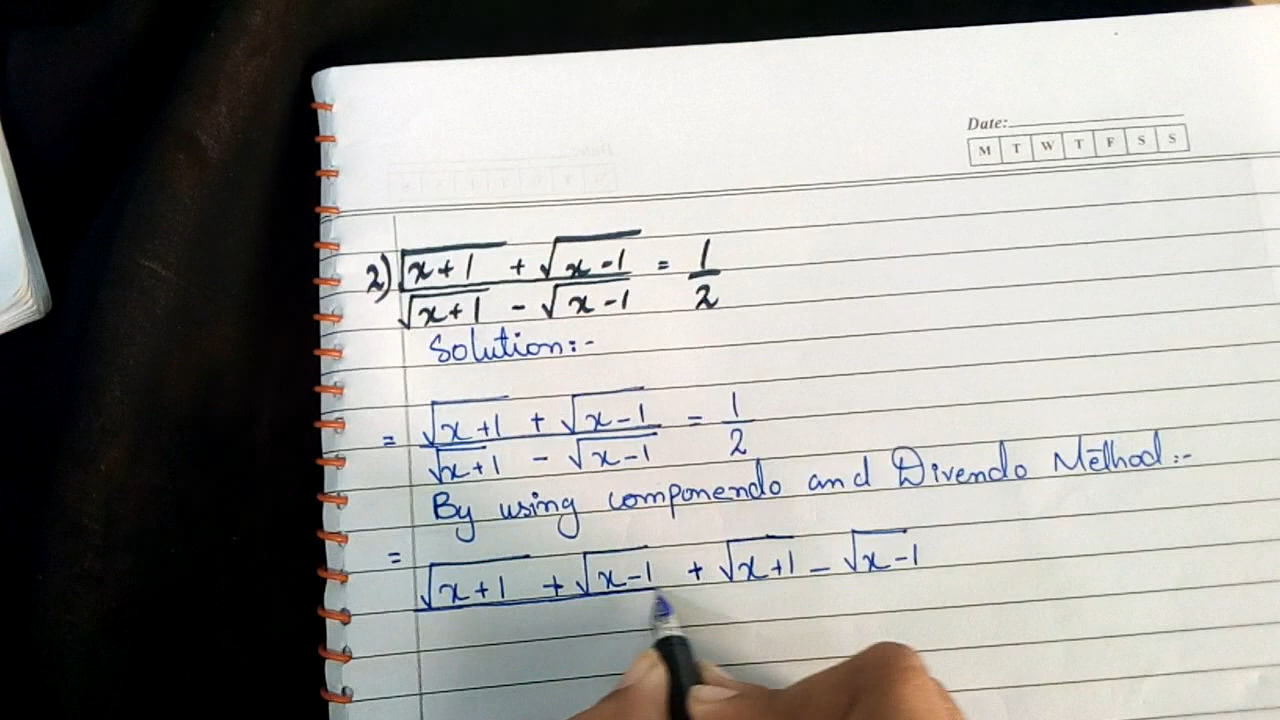 Date:
M T W T F S S
2) √x+1 + √x-1 = 1
√x+1 - √x-1 2
Solution:-
= √x+1 + √x-1 = 1
√x+1 - √x-1 2
By using componendo and Divendo Method:-
= √x+1 + √x-1 + √x+1 - √x-1